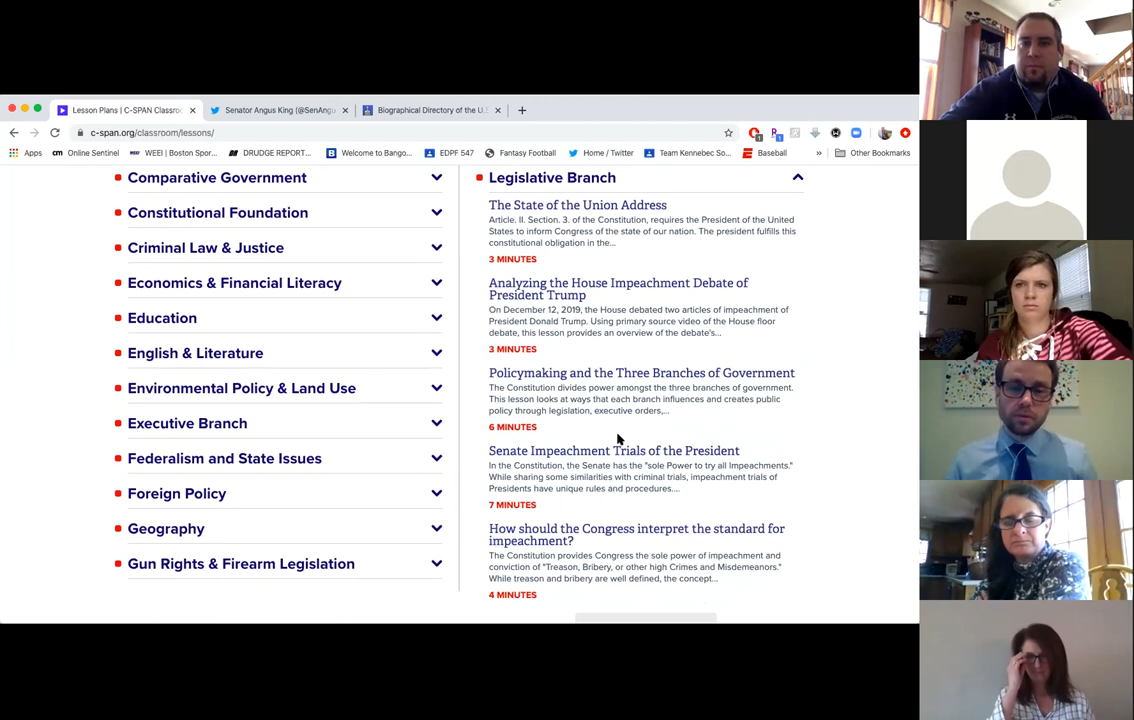 Lesson Plans | C-SPAN Classroo
Senator Angus King (@SenAngu
Biographical Directory of the U.S
c-span.org/classroom/lessons/
Apps
Online Sentinel
WEEI | Boston Spor...
DRUDGE REPORT...
Welcome to Bango...
EDPF 547
Fantasy Football
Home / Twitter
Team Kennebec So...
Baseball
»
Other Bookmarks
Comparative Government
Constitutional Foundation
Criminal Law & Justice
Economics & Financial Literacy
Education
English & Literature
Environmental Policy & Land Use
Executive Branch
Federalism and State Issues
Foreign Policy
Geography
Gun Rights & Firearm Legislation
Legislative Branch
The State of the Union Address
Article. II. Section. 3. of the Constitution, requires the President of the United
States to inform Congress of the state of our nation. The president fulfills this
constitutional obligation in the...
3 MINUTES
Analyzing the House Impeachment Debate of
President Trump
On December 12, 2019, the House debated two articles of impeachment of
President Donald Trump. Using primary source video of the House floor
debate, this lesson provides an overview of the debate's...
3 MINUTES
Policymaking and the Three Branches of Government
The Constitution divides power amongst the three branches of government.
This lesson looks at ways that each branch influences and creates public
policy through legislation, executive orders,...
6 MINUTES
Senate Impeachment Trials of the President
In the Constitution, the Senate has the "sole Power to try all Impeachments."
While sharing some similarities with criminal trials, impeachment trials of
Presidents have unique rules and procedures....
7 MINUTES
How should the Congress interpret the standard for
impeachment?
The Constitution provides Congress the sole power of impeachment and
conviction of "Treason, Bribery, or other high Crimes and Misdemeanors."
While treason and bribery are well defined, the concept...
4 MINUTES